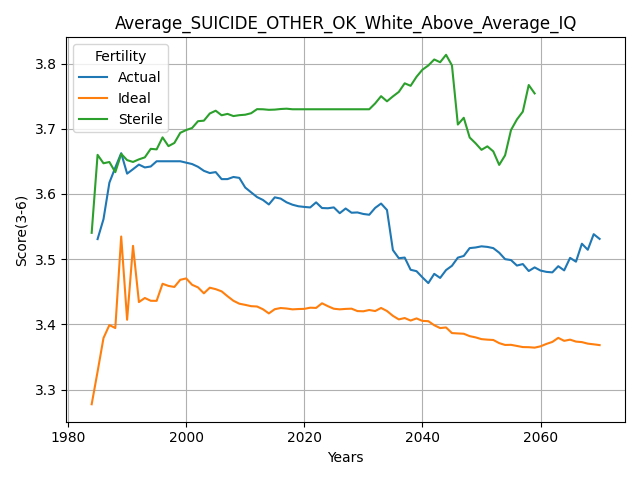 Average_SUICIDE_OTHER_OK_White_Above_Average_IQ
Fertility
Actual
Ideal
Sterile
Score(3-6)
3.8
3.7
3.6
3.5
3.4
3.3
1980
2000
2020
2040
2060
Years